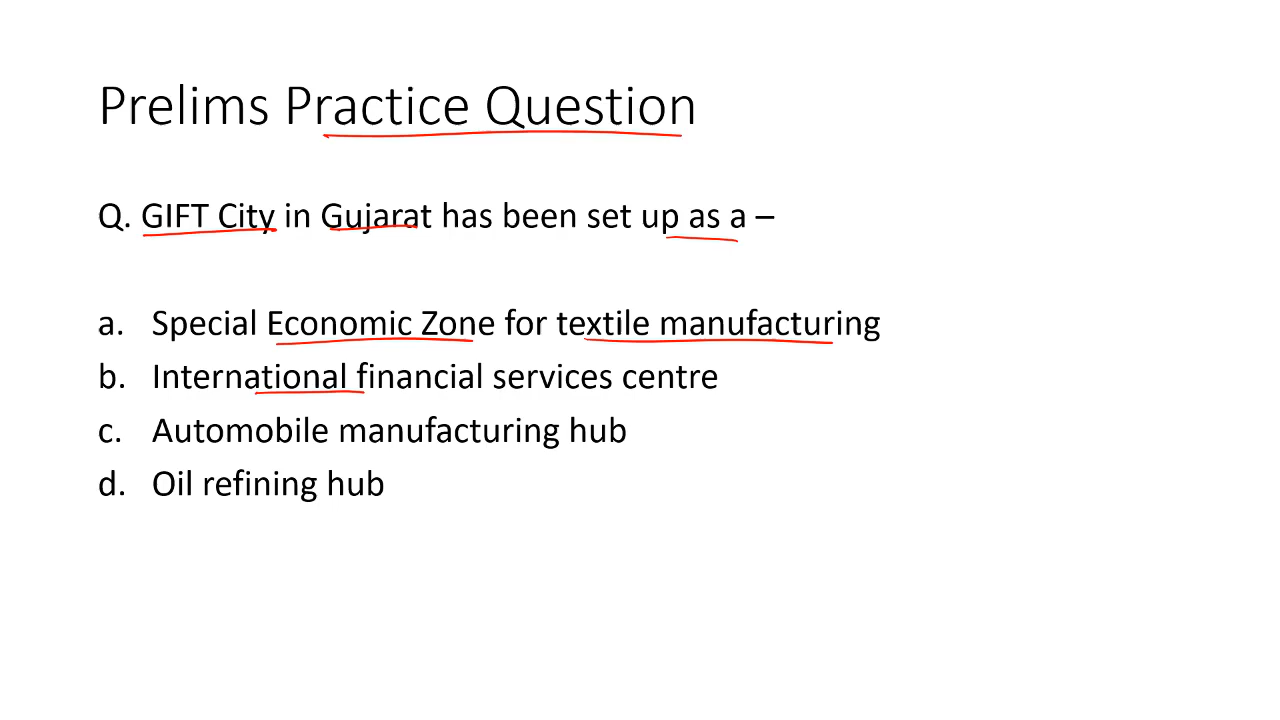 Prelims Practice Question
Q. GIFT City in Gujarat has been set up as a –
a. Special Economic Zone for textile manufacturing
b. International financial services centre
c. Automobile manufacturing hub
d. Oil refining hub